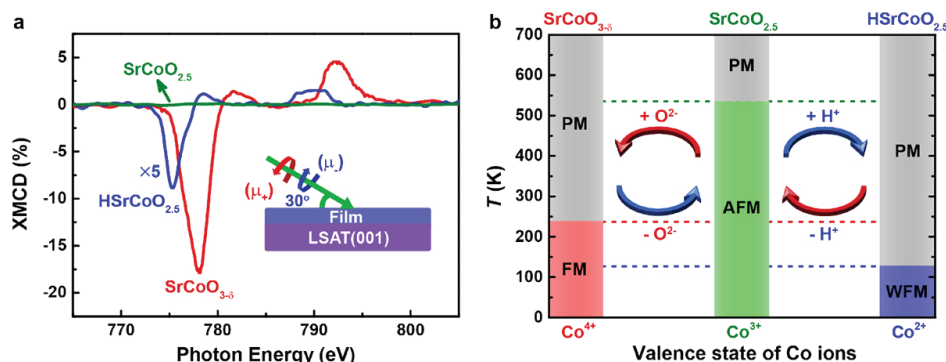 a
XMCD (%)
5
0
-5
-10
-15
-20
SrCoO2.5
×5
HSrCoO2.5
SrCoO3-δ
(μ+)
(μ-)
30°
Film
LSAT(001)
770
780
790
800
Photon Energy (eV)
b
SrCoO3-δ
SrCoO2.5
HSrCoO2.5
T (K)
700
600
500
400
300
200
100
0
PM
PM
PM
+ O2-
+ H+
AFM
- O2-
- H+
FM
WFM
Co4+
Co3+
Co2+
Valence state of Co ions